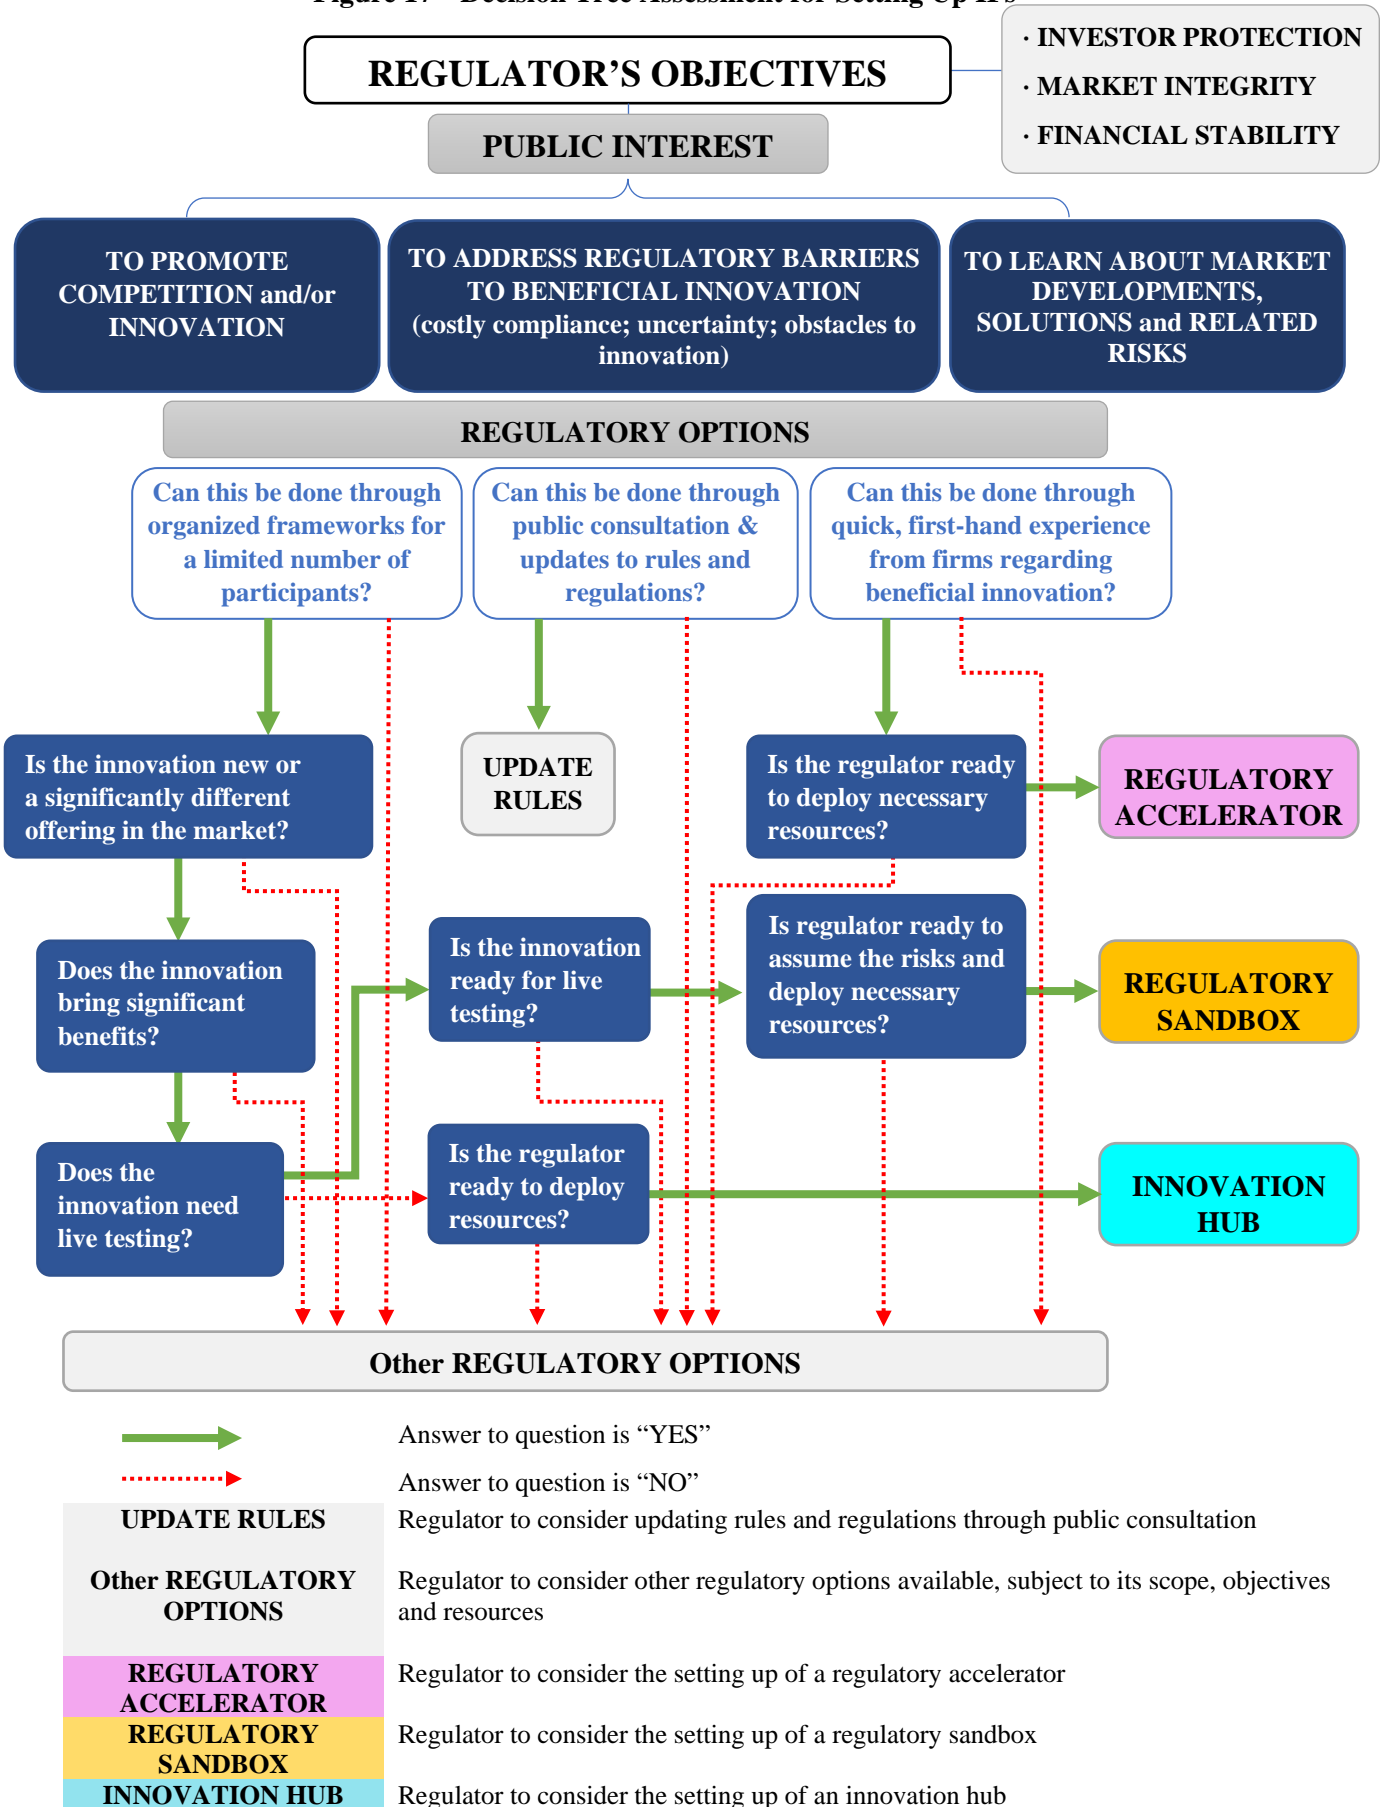 Figure 17 – Decision Tree Assessment for Setting Up IFs
REGULATOR’S OBJECTIVES
· INVESTOR PROTECTION
· MARKET INTEGRITY
· FINANCIAL STABILITY
PUBLIC INTEREST
TO PROMOTE
COMPETITION and/or
INNOVATION
TO ADDRESS REGULATORY BARRIERS
TO BENEFICIAL INNOVATION
(costly compliance; uncertainty; obstacles to
innovation)
TO LEARN ABOUT MARKET
DEVELOPMENTS,
SOLUTIONS and RELATED
RISKS
REGULATORY OPTIONS
Can this be done through
organized frameworks for
a limited number of
participants?
Can this be done through
public consultation &
updates to rules and
regulations?
Can this be done through
quick, first-hand experience
from firms regarding
beneficial innovation?
Is the innovation new or
a significantly different
offering in the market?
UPDATE
RULES
Is the regulator ready
to deploy necessary
resources?
REGULATORY
ACCELERATOR
Does the innovation
bring significant
benefits?
Is the innovation
ready for live
testing?
Is regulator ready to
assume the risks and
deploy necessary
resources?
REGULATORY
SANDBOX
Does the
innovation need
live testing?
Is the regulator
ready to deploy
resources?
INNOVATION
HUB
Other REGULATORY OPTIONS
Answer to question is “YES”
Answer to question is “NO”
UPDATE RULES
Regulator to consider updating rules and regulations through public consultation
Other REGULATORY
OPTIONS
Regulator to consider other regulatory options available, subject to its scope, objectives
and resources
REGULATORY
ACCELERATOR
Regulator to consider the setting up of a regulatory accelerator
REGULATORY
SANDBOX
Regulator to consider the setting up of a regulatory sandbox
INNOVATION HUB
Regulator to consider the setting up of an innovation hub